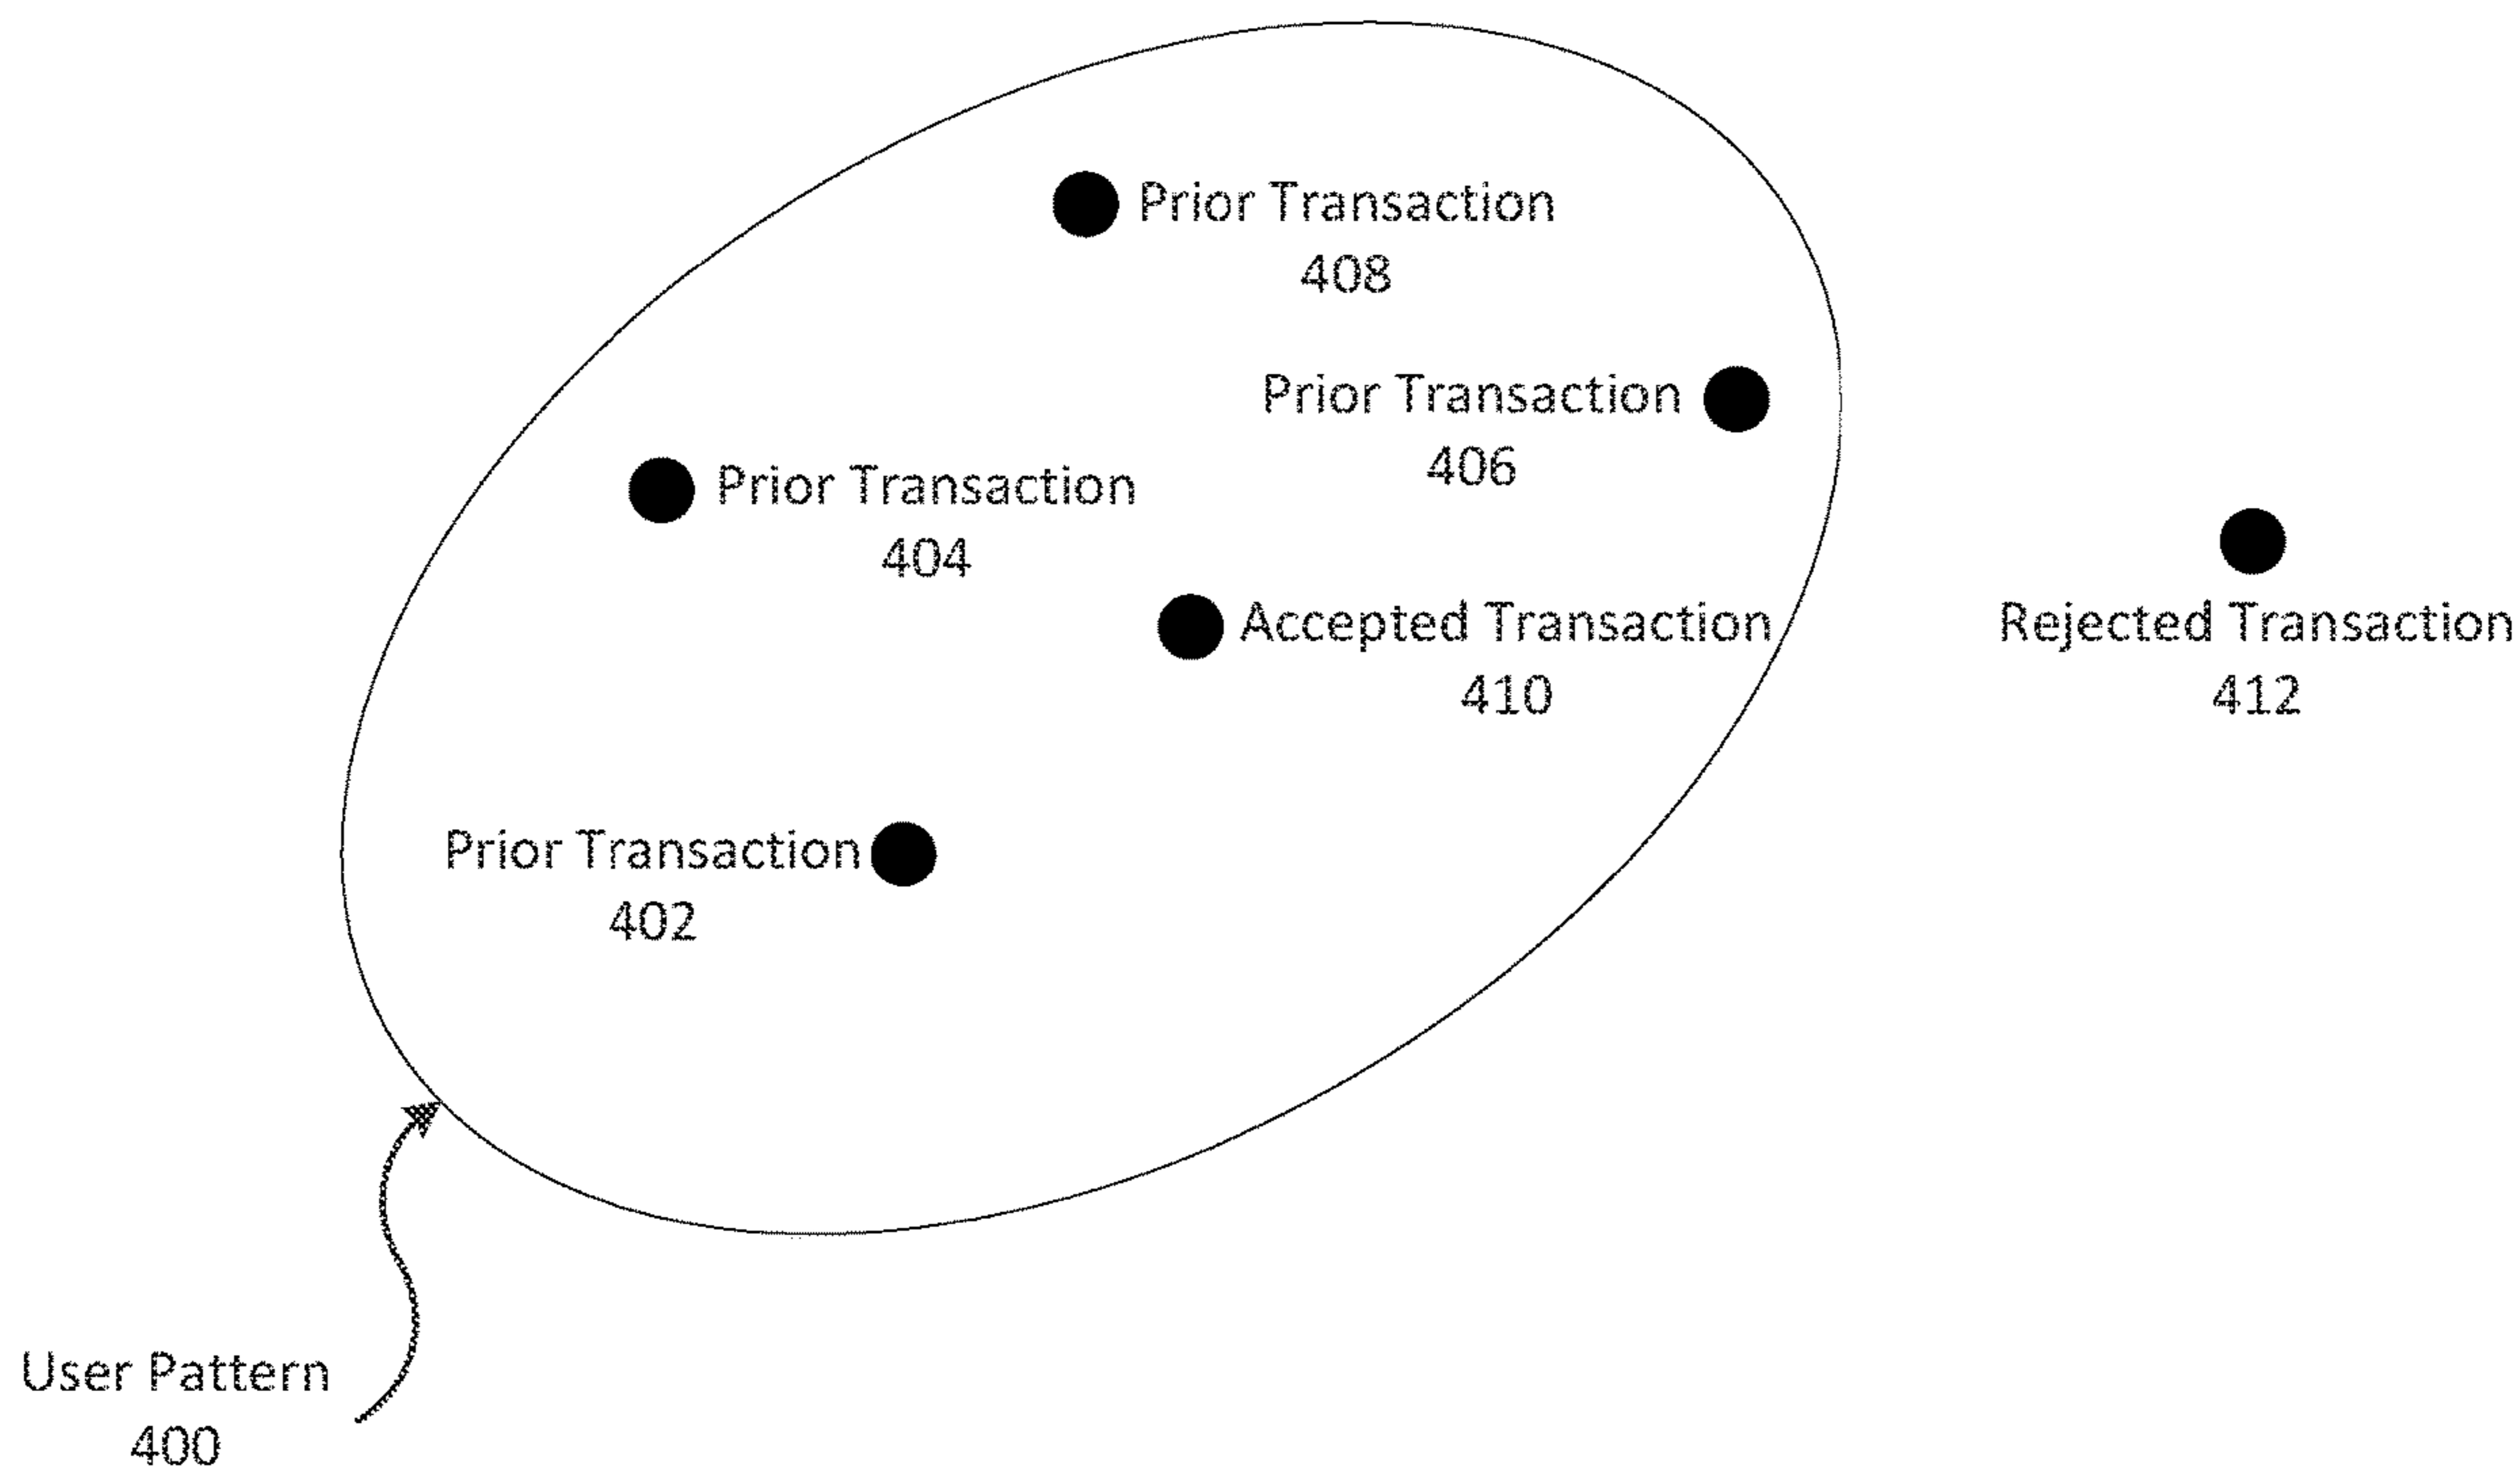 Prior Transaction
408
Prior Transaction
406
Prior Transaction
404
Accepted Transaction
410
Rejected Transaction
412
Prior Transaction
402
User Pattern
400